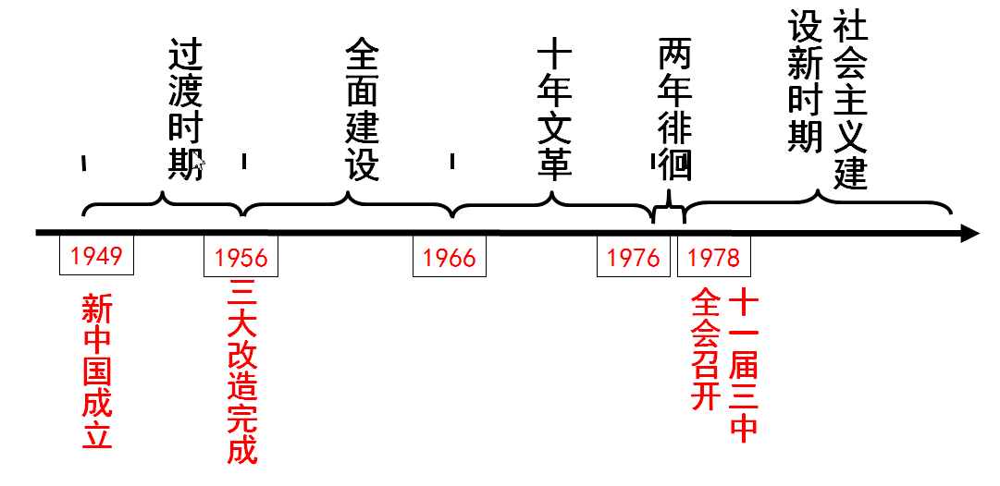 过渡时期
全面建设
十年文革
两年徘徊
社会主义建
设新时期
1949
1956
1966
1976
1978
新中国成立
三大改造完成
十一届三中
全会召开